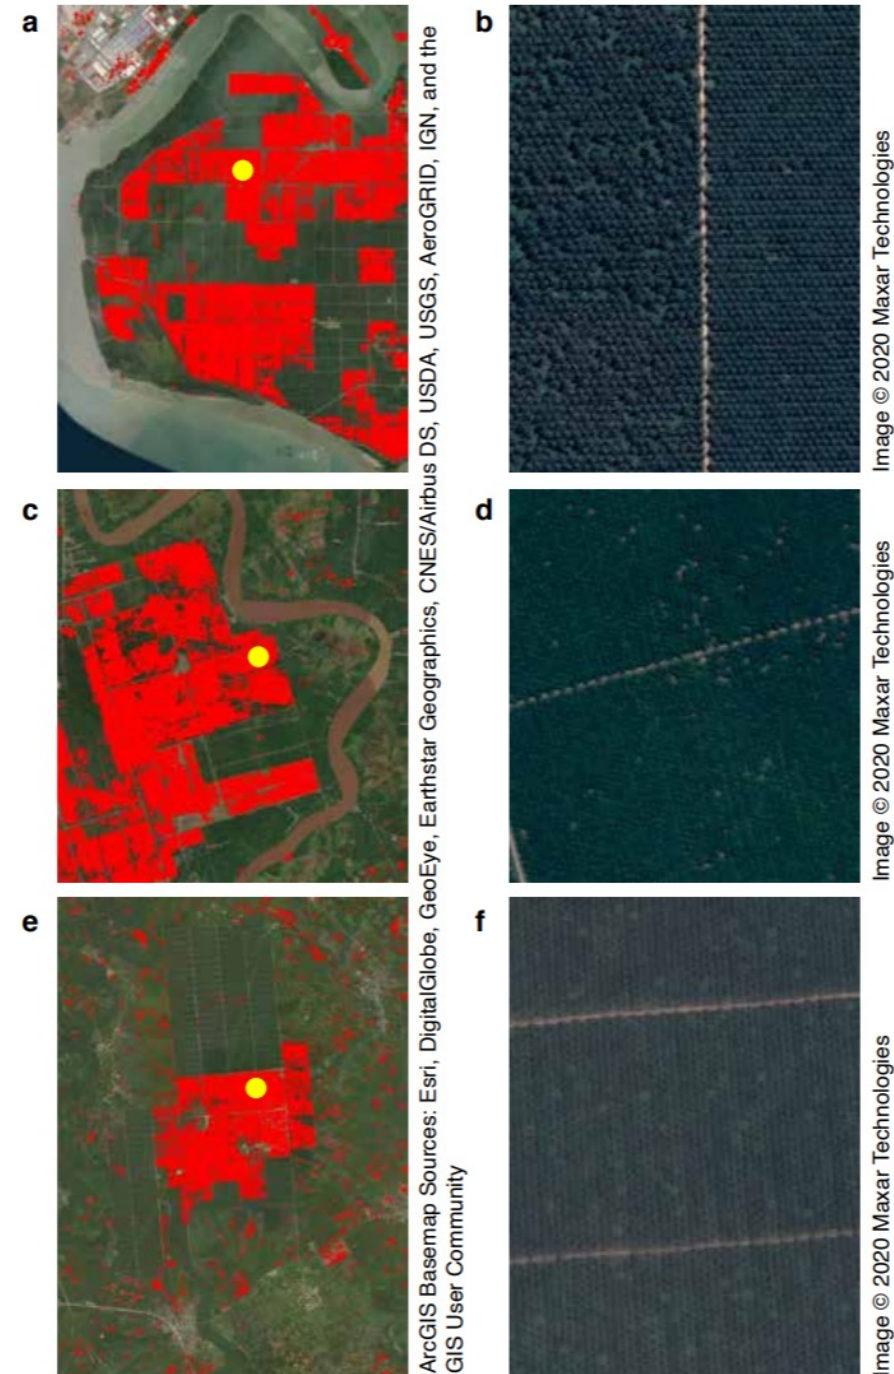 a
b
ArcGIS Basemap Sources: Esri, DigitalGlobe, GeoEye, Earthstar Geographics, CNES/Airbus DS, USDA, USGS, AeroGRID, IGN, and the
GIS User Community
Image © 2020 Maxar Technologies
c
d
Image © 2020 Maxar Technologies
e
f
Image © 2020 Maxar Technologies